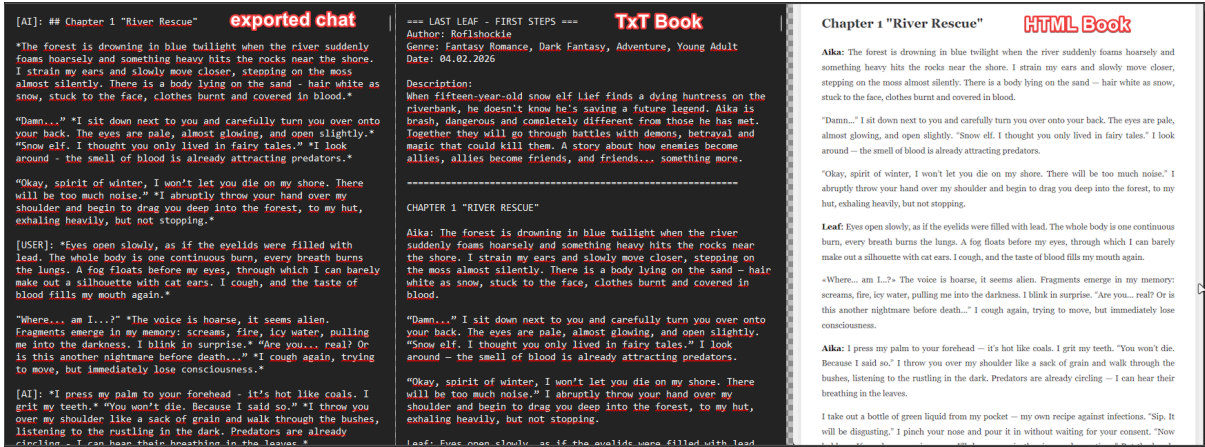 exported chat
[AI]: ## Chapter 1 "River Rescue"
*The forest is drowning in blue twilight when the river suddenly
foams hoarsely and something heavy hits the rocks near the shore.
I strain my ears and slowly move closer, stepping on the moss
almost silently. There is a body lying on the sand - hair white as
snow, stuck to the face, clothes burnt and covered in blood.*
“Damn...” *I sit down next to you and carefully turn you over onto
your back. The eyes are pale, almost glowing, and open slightly.*
“Snow elf. I thought you only lived in fairy tales.” *I look
around - the smell of blood is already attracting predators.*
“Okay, spirit of winter, I won’t let you die on my shore. There
will be too much noise.” *I abruptly throw your hand over my
shoulder and begin to drag you deep into the forest, to my hut,
exhaling heavily, but not stopping.*
[USER]: *Eyes open slowly, as if the eyelids were filled with
lead. The whole body is one continuous burn, every breath burns
the lungs. A fog floats before my eyes, through which I can barely
make out a silhouette with cat ears. I cough, and the taste of
blood fills my mouth again.*
"Where... am I...?" *The voice is hoarse, it seems alien.
Fragments emerge in my memory: screams, fire, icy water, pulling
me into the darkness. I blink in surprise.* “Are you... real? Or
is this another nightmare before death...” *I cough again, trying
to move, but immediately lose consciousness.*
[AI]: *I press my palm to your forehead - it’s hot like coals. I
grit my teeth.* “You won’t die. Because I said so.” *I throw you
over my shoulder like a sack of grain and walk through the bushes,
listening to the rustling in the dark. Predators are already
circling - I can hear their breathing in the leaves.*
TxT Book
=== LAST LEAF - FIRST STEPS ===
Author: Roflshockie
Genre: Fantasy Romance, Dark Fantasy, Adventure, Young Adult
Date: 04.02.2026
Description:
When fifteen-year-old snow elf Lief finds a dying huntress on the
riverbank, he doesn't know he's saving a future legend. Aika is
brash, dangerous and completely different from those he has met.
Together they will go through battles with demons, betrayal and
magic that could kill them. A story about how enemies become
allies, allies become friends, and friends... something more.
============================================================
CHAPTER 1 "RIVER RESCUE"
Aika: The forest is drowning in blue twilight when the river
suddenly foams hoarsely and something heavy hits the rocks near
the shore. I strain my ears and slowly move closer, stepping on
the moss almost silently. There is a body lying on the sand — hair
white as snow, stuck to the face, clothes burnt and covered in
blood.
“Damn...” I sit down next to you and carefully turn you over onto
your back. The eyes are pale, almost glowing, and open slightly.
“Snow elf. I thought you only lived in fairy tales.” I look
around — the smell of blood is already attracting predators.
“Okay, spirit of winter, I won’t let you die on my shore. There
will be too much noise.” I abruptly throw your hand over my
shoulder and begin to drag you deep into the forest, to my hut,
exhaling heavily, but not stopping.
Leaf: Eyes open slowly, as if the eyelids were filled with lead.
HTML Book
Chapter 1 "River Rescue"
Aika: The forest is drowning in blue twilight when the river suddenly foams hoarsely and
something heavy hits the rocks near the shore. I strain my ears and slowly move closer,
stepping on the moss almost silently. There is a body lying on the sand — hair white as snow,
stuck to the face, clothes burnt and covered in blood.
"Damn..." I sit down next to you and carefully turn you over onto your back. The eyes are pale,
almost glowing, and open slightly. "Snow elf. I thought you only lived in fairy tales." I look
around — the smell of blood is already attracting predators.
"Okay, spirit of winter, I won't let you die on my shore. There will be too much noise." I
abruptly throw your hand over my shoulder and begin to drag you deep into the forest, to my
hut, exhaling heavily, but not stopping.
Leaf: Eyes open slowly, as if the eyelids were filled with lead. The whole body is one continuous
burn, every breath burns the lungs. A fog floats before my eyes, through which I can barely
make out a silhouette with cat ears. I cough, and the taste of blood fills my mouth again.
«Where... am I...?» The voice is hoarse, it seems alien. Fragments emerge in my memory:
screams, fire, icy water, pulling me into the darkness. I blink in surprise. "Are you... real? Or is
this another nightmare before death..." I cough again, trying to move, but immediately lose
consciousness.
Aika: I press my palm to your forehead — it's hot like coals. I grit my teeth. "You won't die.
Because I said so." I throw you over my shoulder like a sack of grain and walk through the
bushes, listening to the rustling in the dark. Predators are already circling — I can hear their
breathing in the leaves.
I take out a bottle of green liquid from my pocket — my own recipe against infections. "Sip. It
will be disgusting." I pinch your nose and pour it in without waiting for your consent. "Now